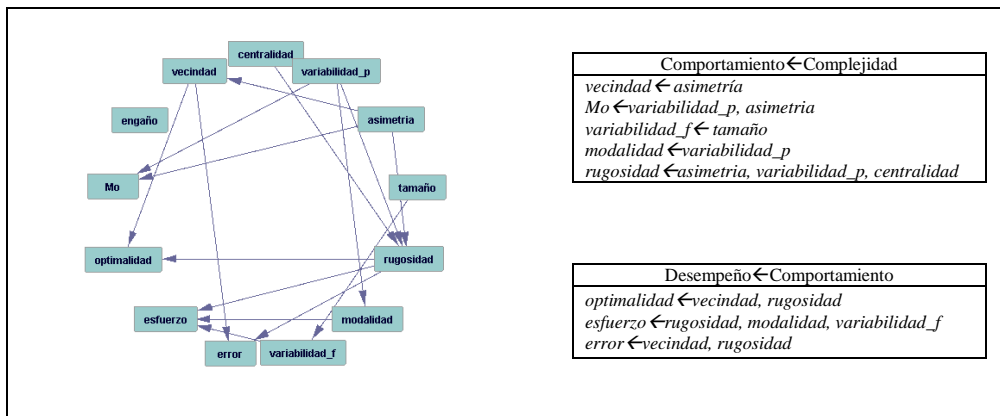 centralidad
vecindad
variabilidad_p
engaño
asimetria
Mo
tamaño
optimalidad
rugosidad
esfuerzo
modalidad
error
variabilidad_f
Comportamiento←Complejidad
vecindad← asimetría
Mo←variabilidad_p, asimetria
variabilidad_f← tamaño
modalidad←variabilidad_p
rugosidad←asimetria, variabilidad_p, centralidad
Desempeño←Comportamiento
optimalidad←vecindad, rugosidad
esfuerzo←rugosidad, modalidad, variabilidad_f
error←vecindad, rugosidad